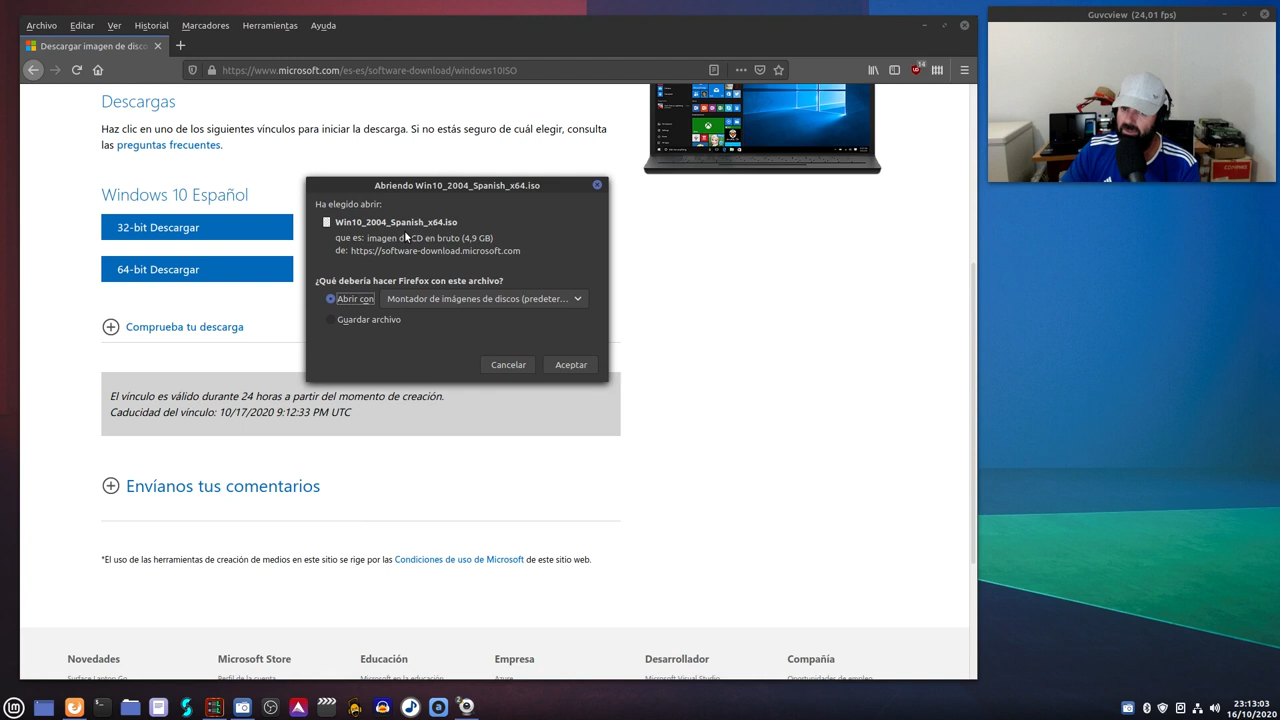 Archivo Editar Ver Historial Marcadores Herramientas Ayuda
Guvcview (24,01 fps)
Descargar imagen de disco
https://www.microsoft.com/es-es/software-download/windows10ISO
14
Descargas
Haz clic en uno de los siguientes vínculos para iniciar la descarga. Si no estás seguro de cuál elegir, consulta
las preguntas frecuentes.
Windows 10 Español
32-bit Descargar
64-bit Descargar
Comprueba tu descarga
Abriendo Win10_2004_Spanish_x64.iso
Ha elegido abrir:
Win10_2004_Spanish_x64.iso
que es: imagen de CD en bruto (4,9 GB)
de: https://software-download.microsoft.com
¿Qué debería hacer Firefox con este archivo?
Abrir con Montador de imágenes de discos (predeter...
Guardar archivo
Cancelar Aceptar
El vínculo es válido durante 24 horas a partir del momento de creación.
Caducidad del vínculo: 10/17/2020 9:12:33 PM UTC
Envíanos tus comentarios
*El uso de las herramientas de creación de medios en este sitio se rige por las Condiciones de uso de Microsoft de este sitio web.
Novedades Microsoft Store Educación Empresa Desarrollador Compañía
Surface Laptop Go Perfil de la cuenta Microsoft en la educación Azure Microsoft Visual Studio Oportunidades de empleo
23:13:03
16/10/2020